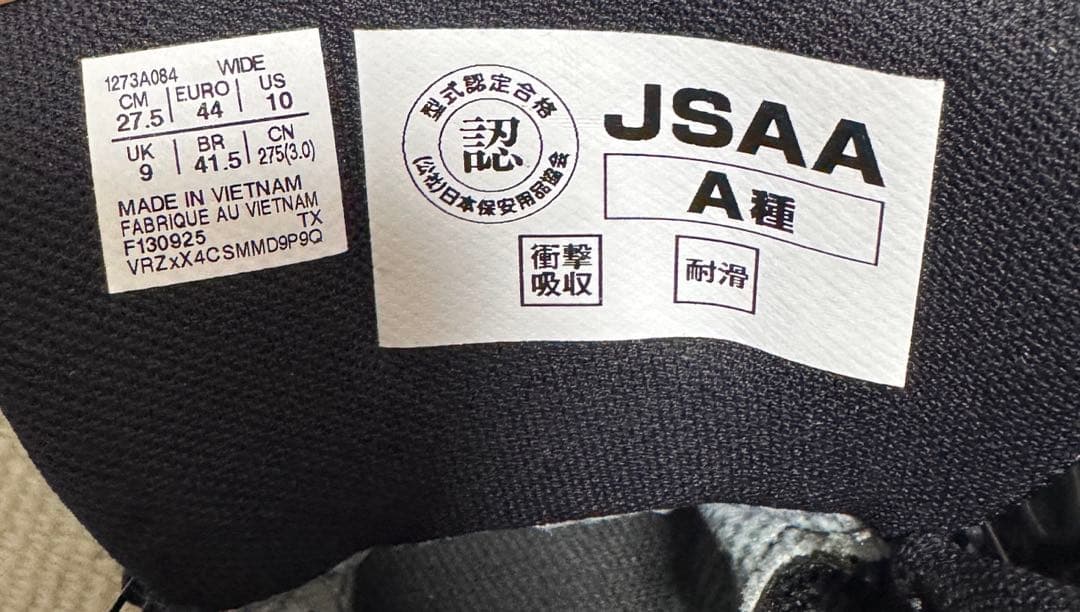 1273A084 WIDE
CM EURO US
27.5 44 10
UK BR CN
9 41.5 275(3.0)
MADE IN VIETNAM
FABRIQUE AU VIETNAM
F130925 TX
VRZxX4CSMMD9P9Q
型式認定合格
認
(公社)日本保安用品協会
JSAA
A種
衝撃
吸収
耐滑